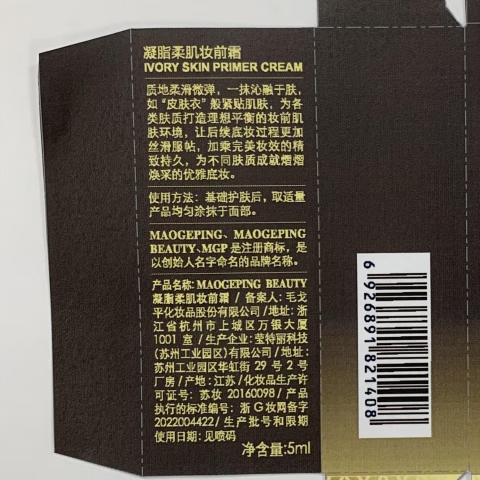 凝脂柔肌妆前霜
IVORY SKIN PRIMER CREAM
质地柔滑微弹，一抹沁融于肤，
如“皮肤衣”般紧贴肌肤，为各
类肤质打造理想平衡的妆前肌
肤环境，让后续底妆过程更加
丝滑服帖，加乘完美妆效的精
致持久，为不同肤质成就熠熠
焕采的优雅底妆。
使用方法：基础护肤后，取适量
产品均匀涂抹于面部。
MAOGEPING、MAOGEPING
BEAUTY、MGP 是注册商标，是
以创始人名字命名的品牌名称。
产品名称: MAOGEPING BEAUTY
凝脂柔肌妆前霜 / 备案人：毛戈
平化妆品股份有限公司 / 地址：浙
江省杭州市上城区万银大厦
1001 室 / 生产企业：莹特丽科技
(苏州工业园区)有限公司 / 地址：
苏州工业园区华虹街 29 号 2 号
厂房 / 产地：江苏 / 化妆品生产许
可证号：苏妆 20160098 / 产品
执行的标准编号：浙 G 妆网备字
2022004422 / 生产批号和限期
使用日期：见喷码
净含量:5ml
6926891821408